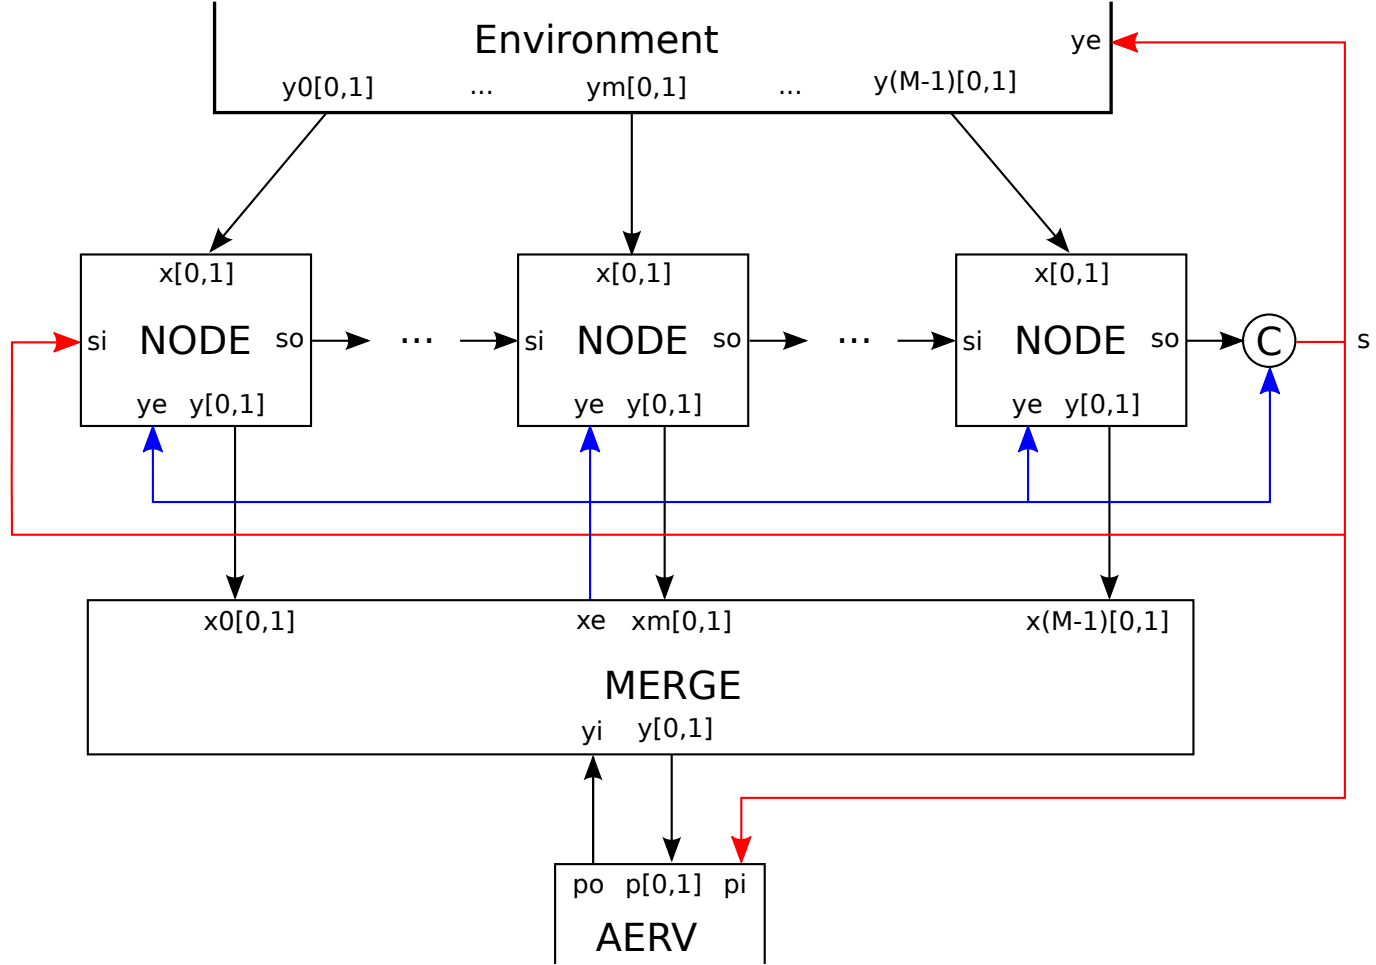 Environment
ye
y0[0,1] ... ym[0,1] ... y(M-1)[0,1]
x[0,1] x[0,1] x[0,1]
si NODE so ... si NODE so ... si NODE so C s
ye y[0,1] ye y[0,1] ye y[0,1]
x0[0,1] xe xm[0,1] x(M-1)[0,1]
MERGE
yi y[0,1]
po p[0,1] pi
AERV